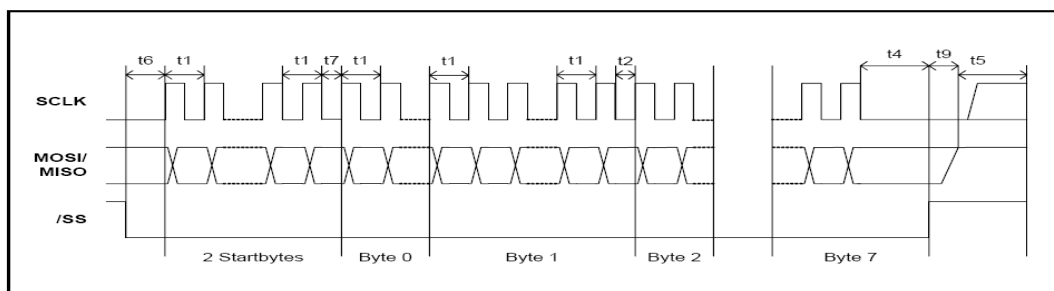 t6 t1 t1 t7 t1 t1 t1 t2 t4 t9 t5
SCLK
MOSI/
MISO
/SS
2 Startbytes Byte 0 Byte 1 Byte 2 Byte 7